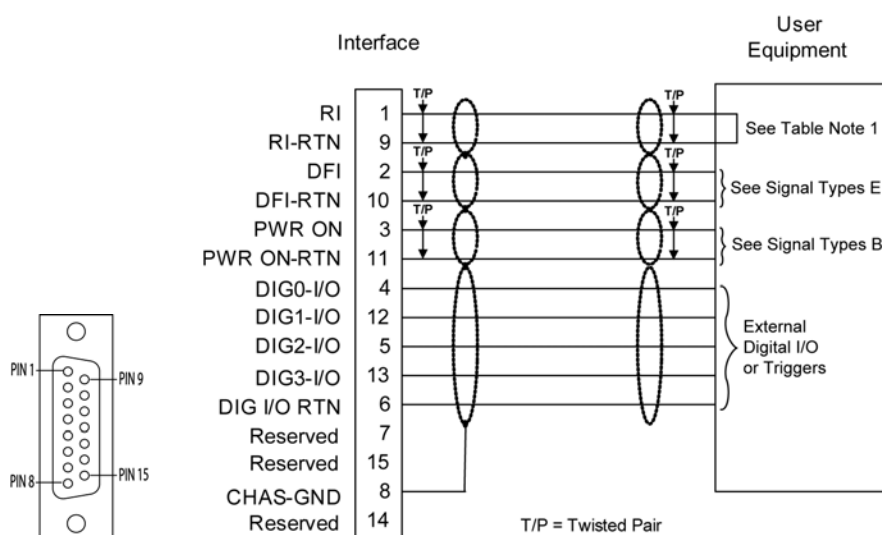 Interface
User
Equipment
RI 1 T/P T/P
RI-RTN 9
See Table Note 1
DFI 2 T/P T/P
DFI-RTN 10
See Signal Types E
PWR ON 3 T/P T/P
PWR ON-RTN 11
See Signal Types B
DIG0-I/O 4
DIG1-I/O 12
DIG2-I/O 5
DIG3-I/O 13
DIG I/O RTN 6
External
Digital I/O
or Triggers
Reserved 7
Reserved 15
CHAS-GND 8
Reserved 14
PIN 1
PIN 9
PIN 8
PIN 15
T/P = Twisted Pair